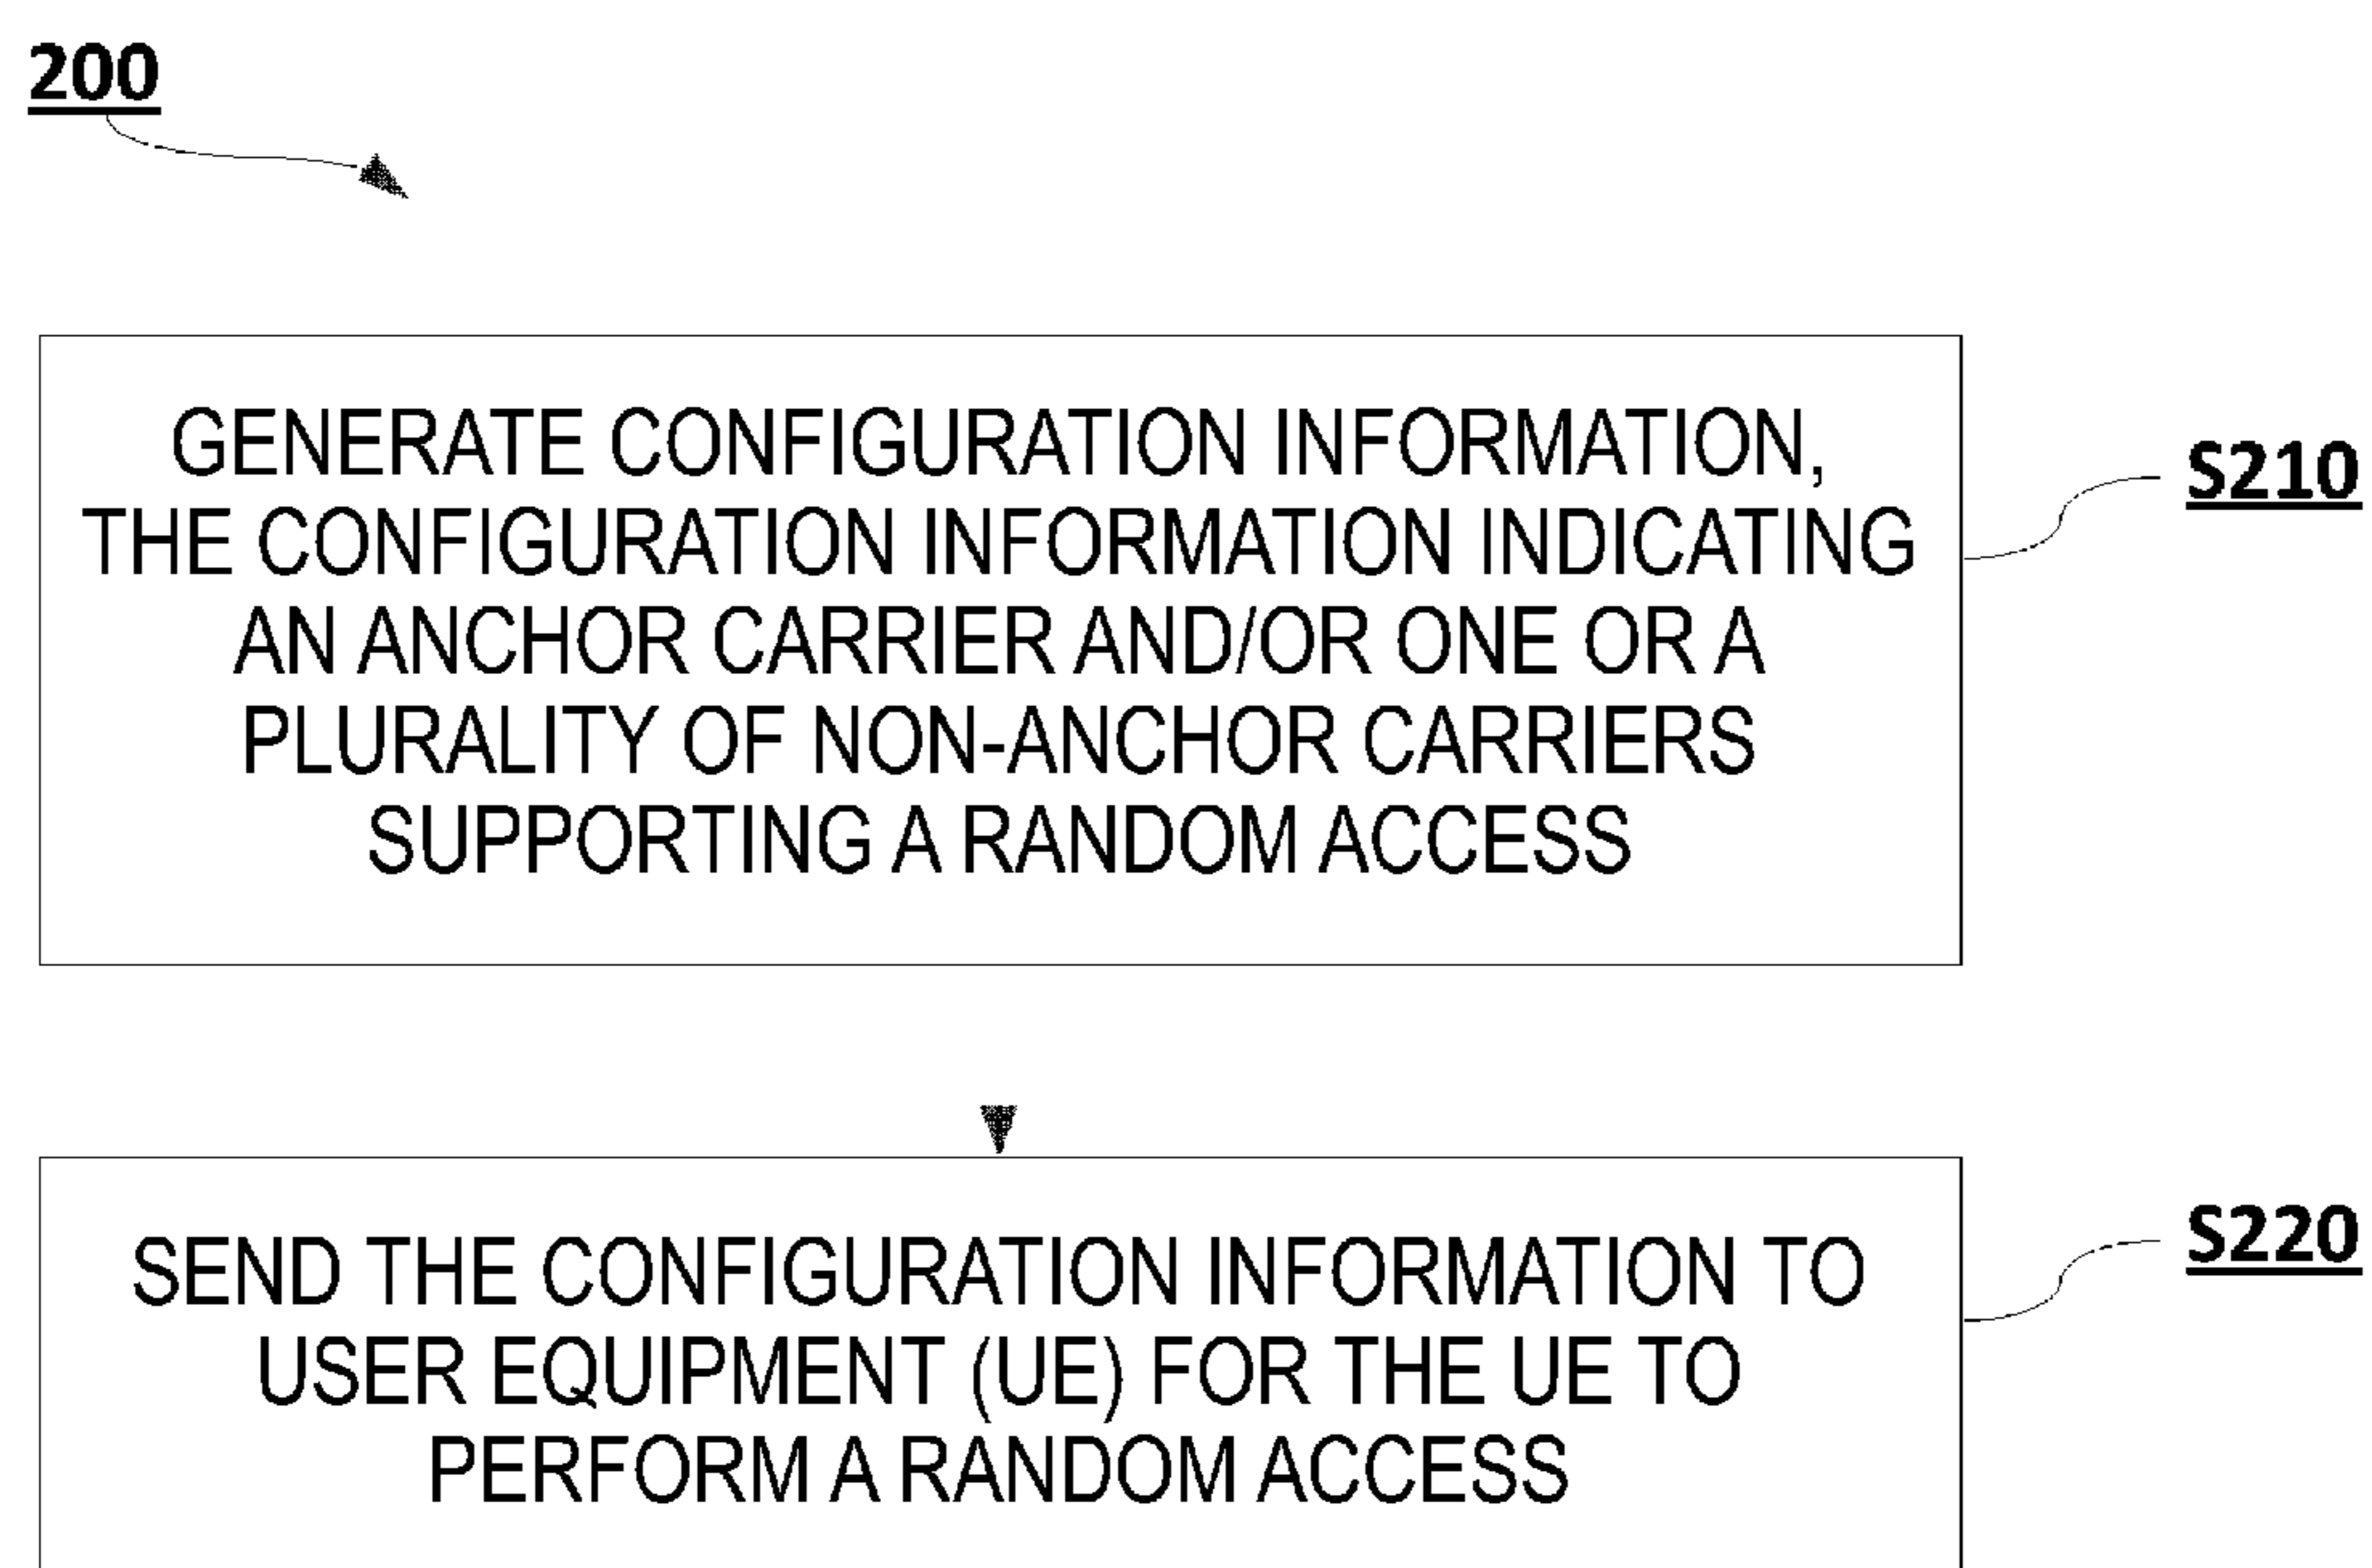 200
GENERATE CONFIGURATION INFORMATION,
THE CONFIGURATION INFORMATION INDICATING
AN ANCHOR CARRIER AND/OR ONE OR A
PLURALITY OF NON-ANCHOR CARRIERS
SUPPORTING A RANDOM ACCESS
S210
SEND THE CONFIGURATION INFORMATION TO
USER EQUIPMENT (UE) FOR THE UE TO
PERFORM A RANDOM ACCESS
S220